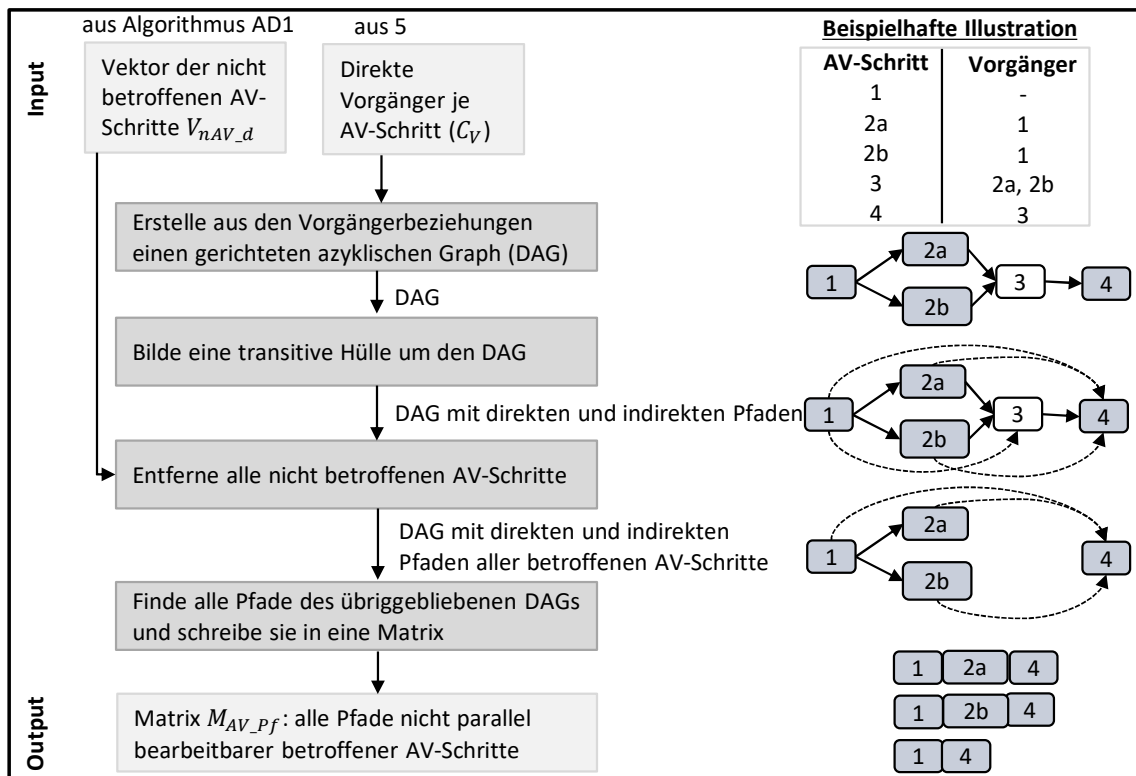 aus Algorithmus AD1
aus 5
Input
Vektor der nicht
betroffenen AV-
Schritte V_{nAV_d}
Direkte
Vorgänger je
AV-Schritt (C_V)
Erstelle aus den Vorgängerbeziehungen
einen gerichteten azyklischen Graph (DAG)
DAG
Bilde eine transitive Hülle um den DAG
DAG mit direkten und indirekten Pfaden
Entferne alle nicht betroffenen AV-Schritte
DAG mit direkten und indirekten
Pfaden aller betroffenen AV-Schritte
Finde alle Pfade des übriggebliebenen DAGs
und schreibe sie in eine Matrix
Output
Matrix M_{AV_Pf}: alle Pfade nicht parallel
bearbeitbarer betroffener AV-Schritte
Beispielhafte Illustration
AV-Schritt Vorgänger
1 -
2a 1
2b 1
3 2a, 2b
4 3
2a
1 3 4
2b
2a
1 3 4
2b
2a
1 4
2b
1 2a 4
1 2b 4
1 4